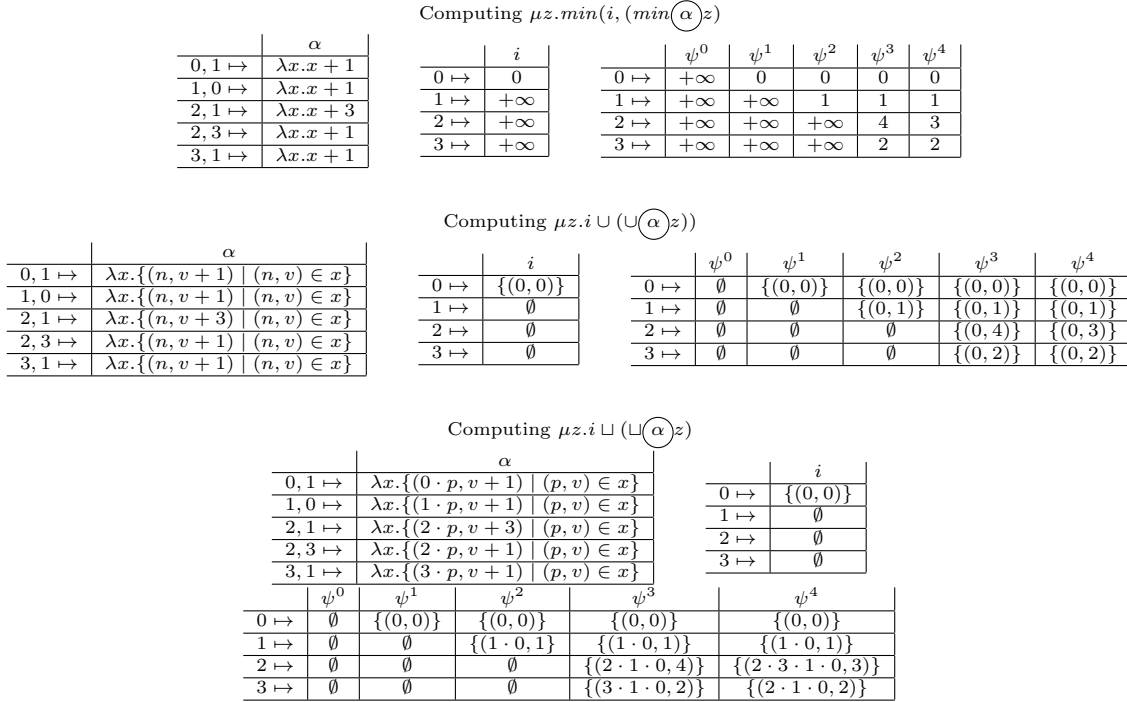 Computing μz.min(i, (min ⓐ z)
α
0, 1 ↦ λx.x + 1
1, 0 ↦ λx.x + 1
2, 1 ↦ λx.x + 3
2, 3 ↦ λx.x + 1
3, 1 ↦ λx.x + 1
i
0 ↦ 0
1 ↦ +∞
2 ↦ +∞
3 ↦ +∞
ψ⁰ ψ¹ ψ² ψ³ ψ⁴
0 ↦ +∞ 0 0 0 0
1 ↦ +∞ +∞ 1 1 1
2 ↦ +∞ +∞ +∞ 4 3
3 ↦ +∞ +∞ +∞ 2 2
Computing μz.i ∪ (∪ α z))
α
0, 1 ↦ λx.{(n, v + 1) | (n, v) ∈ x}
1, 0 ↦ λx.{(n, v + 1) | (n, v) ∈ x}
2, 1 ↦ λx.{(n, v + 3) | (n, v) ∈ x}
2, 3 ↦ λx.{(n, v + 1) | (n, v) ∈ x}
3, 1 ↦ λx.{(n, v + 1) | (n, v) ∈ x}
i
0 ↦ {(0, 0)}
1 ↦ ∅
2 ↦ ∅
3 ↦ ∅
ψ⁰ ψ¹ ψ² ψ³ ψ⁴
0 ↦ ∅ {(0, 0)} {(0, 0)} {(0, 0)} {(0, 0)}
1 ↦ ∅ ∅ {(0, 1)} {(0, 1)} {(0, 1)}
2 ↦ ∅ ∅ ∅ {(0, 4)} {(0, 3)}
3 ↦ ∅ ∅ ∅ {(0, 2)} {(0, 2)}
Computing μz.i ⊔ (⊔ α z)
α
0, 1 ↦ λx.{(0 · p, v + 1) | (p, v) ∈ x}
1, 0 ↦ λx.{(1 · p, v + 1) | (p, v) ∈ x}
2, 1 ↦ λx.{(2 · p, v + 3) | (p, v) ∈ x}
2, 3 ↦ λx.{(2 · p, v + 1) | (p, v) ∈ x}
3, 1 ↦ λx.{(3 · p, v + 1) | (p, v) ∈ x}
i
0 ↦ {(0, 0)}
1 ↦ ∅
2 ↦ ∅
3 ↦ ∅
ψ⁰ ψ¹ ψ² ψ³ ψ⁴
0 ↦ ∅ {(0, 0)} {(0, 0)} {(0, 0)} {(0, 0)}
1 ↦ ∅ ∅ {(1 · 0, 1} {(1 · 0, 1)} {(1 · 0, 1)}
2 ↦ ∅ ∅ ∅ {(2 · 1 · 0, 4)} {(2 · 3 · 1 · 0, 3)}
3 ↦ ∅ ∅ ∅ {(3 · 1 · 0, 2)} {(2 · 1 · 0, 2)}